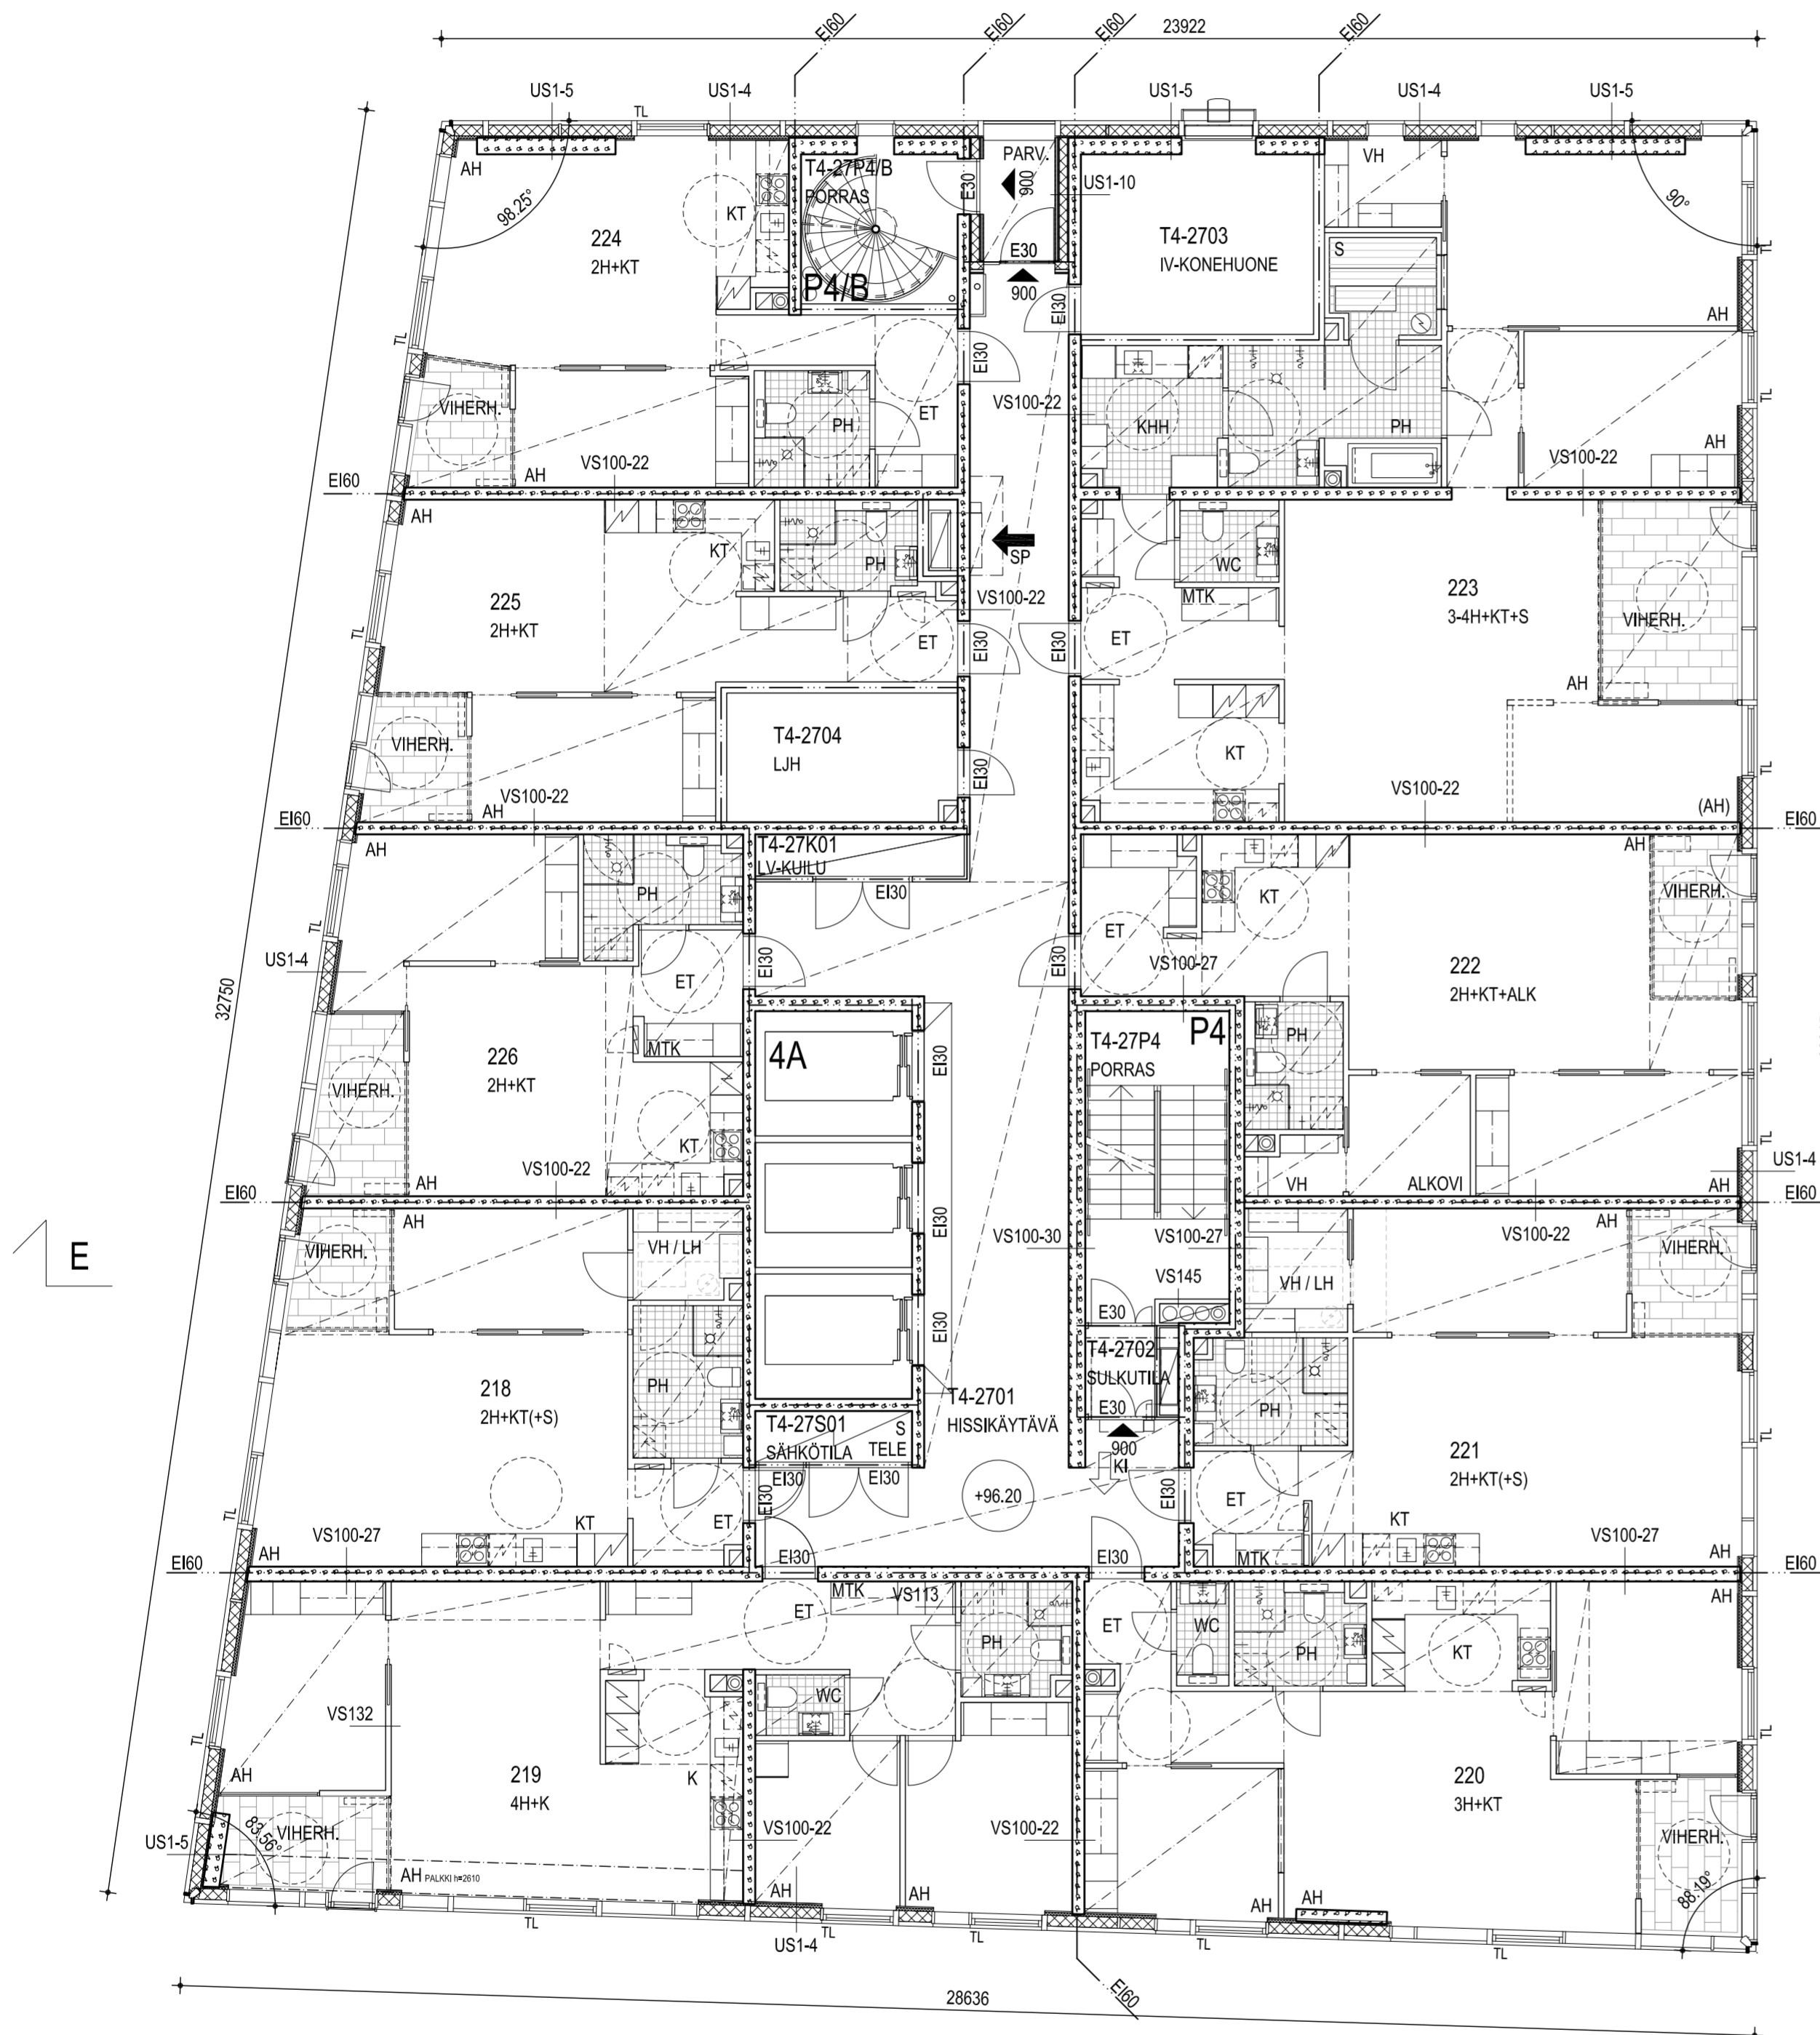 EI60
EI60
EI60
23922
EI60
US1-5
TL
US1-4
US1-5
US1-4
US1-5
AH
98.25°
224
2H+KT
KT
T4-27P4/B
PORRAS
P4/B
E30
PARV.
900
US1-10
E30
900
EI30
T4-2703
IV-KONEHUONE
VH
S
90°
TL
AH
TL
VIHERH.
AH
VS100-22
PH
ET
EI30
VS100-22
KHH
PH
TL
AH
VS100-22
EI60
AH
KT
PH
SP
WC
225
2H+KT
TL
VS100-22
ET
EI30
EI30
MTK
ET
223
3-4H+KT+S
VIHERH.
AH
VIHERH.
T4-2704
LJH
EI30
KT
TL
AH
VS100-22
VS100-22
(AH)
EI60
EI60
AH
T4-27K01
LV-KUILU
EI30
PH
KT
AH
VIHERH.
TL
US1-4
ET
EI30
EI30
ET
VS100-27
222
2H+KT+ALK
32750
226
2H+KT
MTK
4A
EI30
T4-27P4
PORRAS
P4
PH
TL
VIHERH.
KT
AH
VS100-22
TL
US1-4
VH
ALKOVI
AH
EI60
EI60
E
AH
VIHERH.
VH / LH
EI30
VS100-30
VS100-27
VS145
VH / LH
VS100-22
AH
VIHERH.
E30
EI30
T4-2702
SULKUTILA
218
2H+KT(+S)
PH
T4-2701
HISSIKÄYTÄVÄ
E30
PH
TL
T4-27S01
SÄHKÖTILA
S
TELE
900
KI
221
2H+KT(+S)
EI30
EI30
EI30
+96.20
EI30
TL
VS100-27
KT
ET
ET
KT
VS100-27
EI60
AH
EI30
EI30
MTK
AH
EI60
MTK
VS113
AH
ET
PH
ET
WC
PH
KT
TL
VS132
WC
TL
AH
219
4H+K
K
220
3H+KT
US1-5
83.56°
VIHERH.
VS100-22
VS100-22
VIHERH.
AH PALKKI h=2610
AH
AH
AH
AH
88.19°
TL
US1-4
TL
TL
TL
TL
28636
EI60